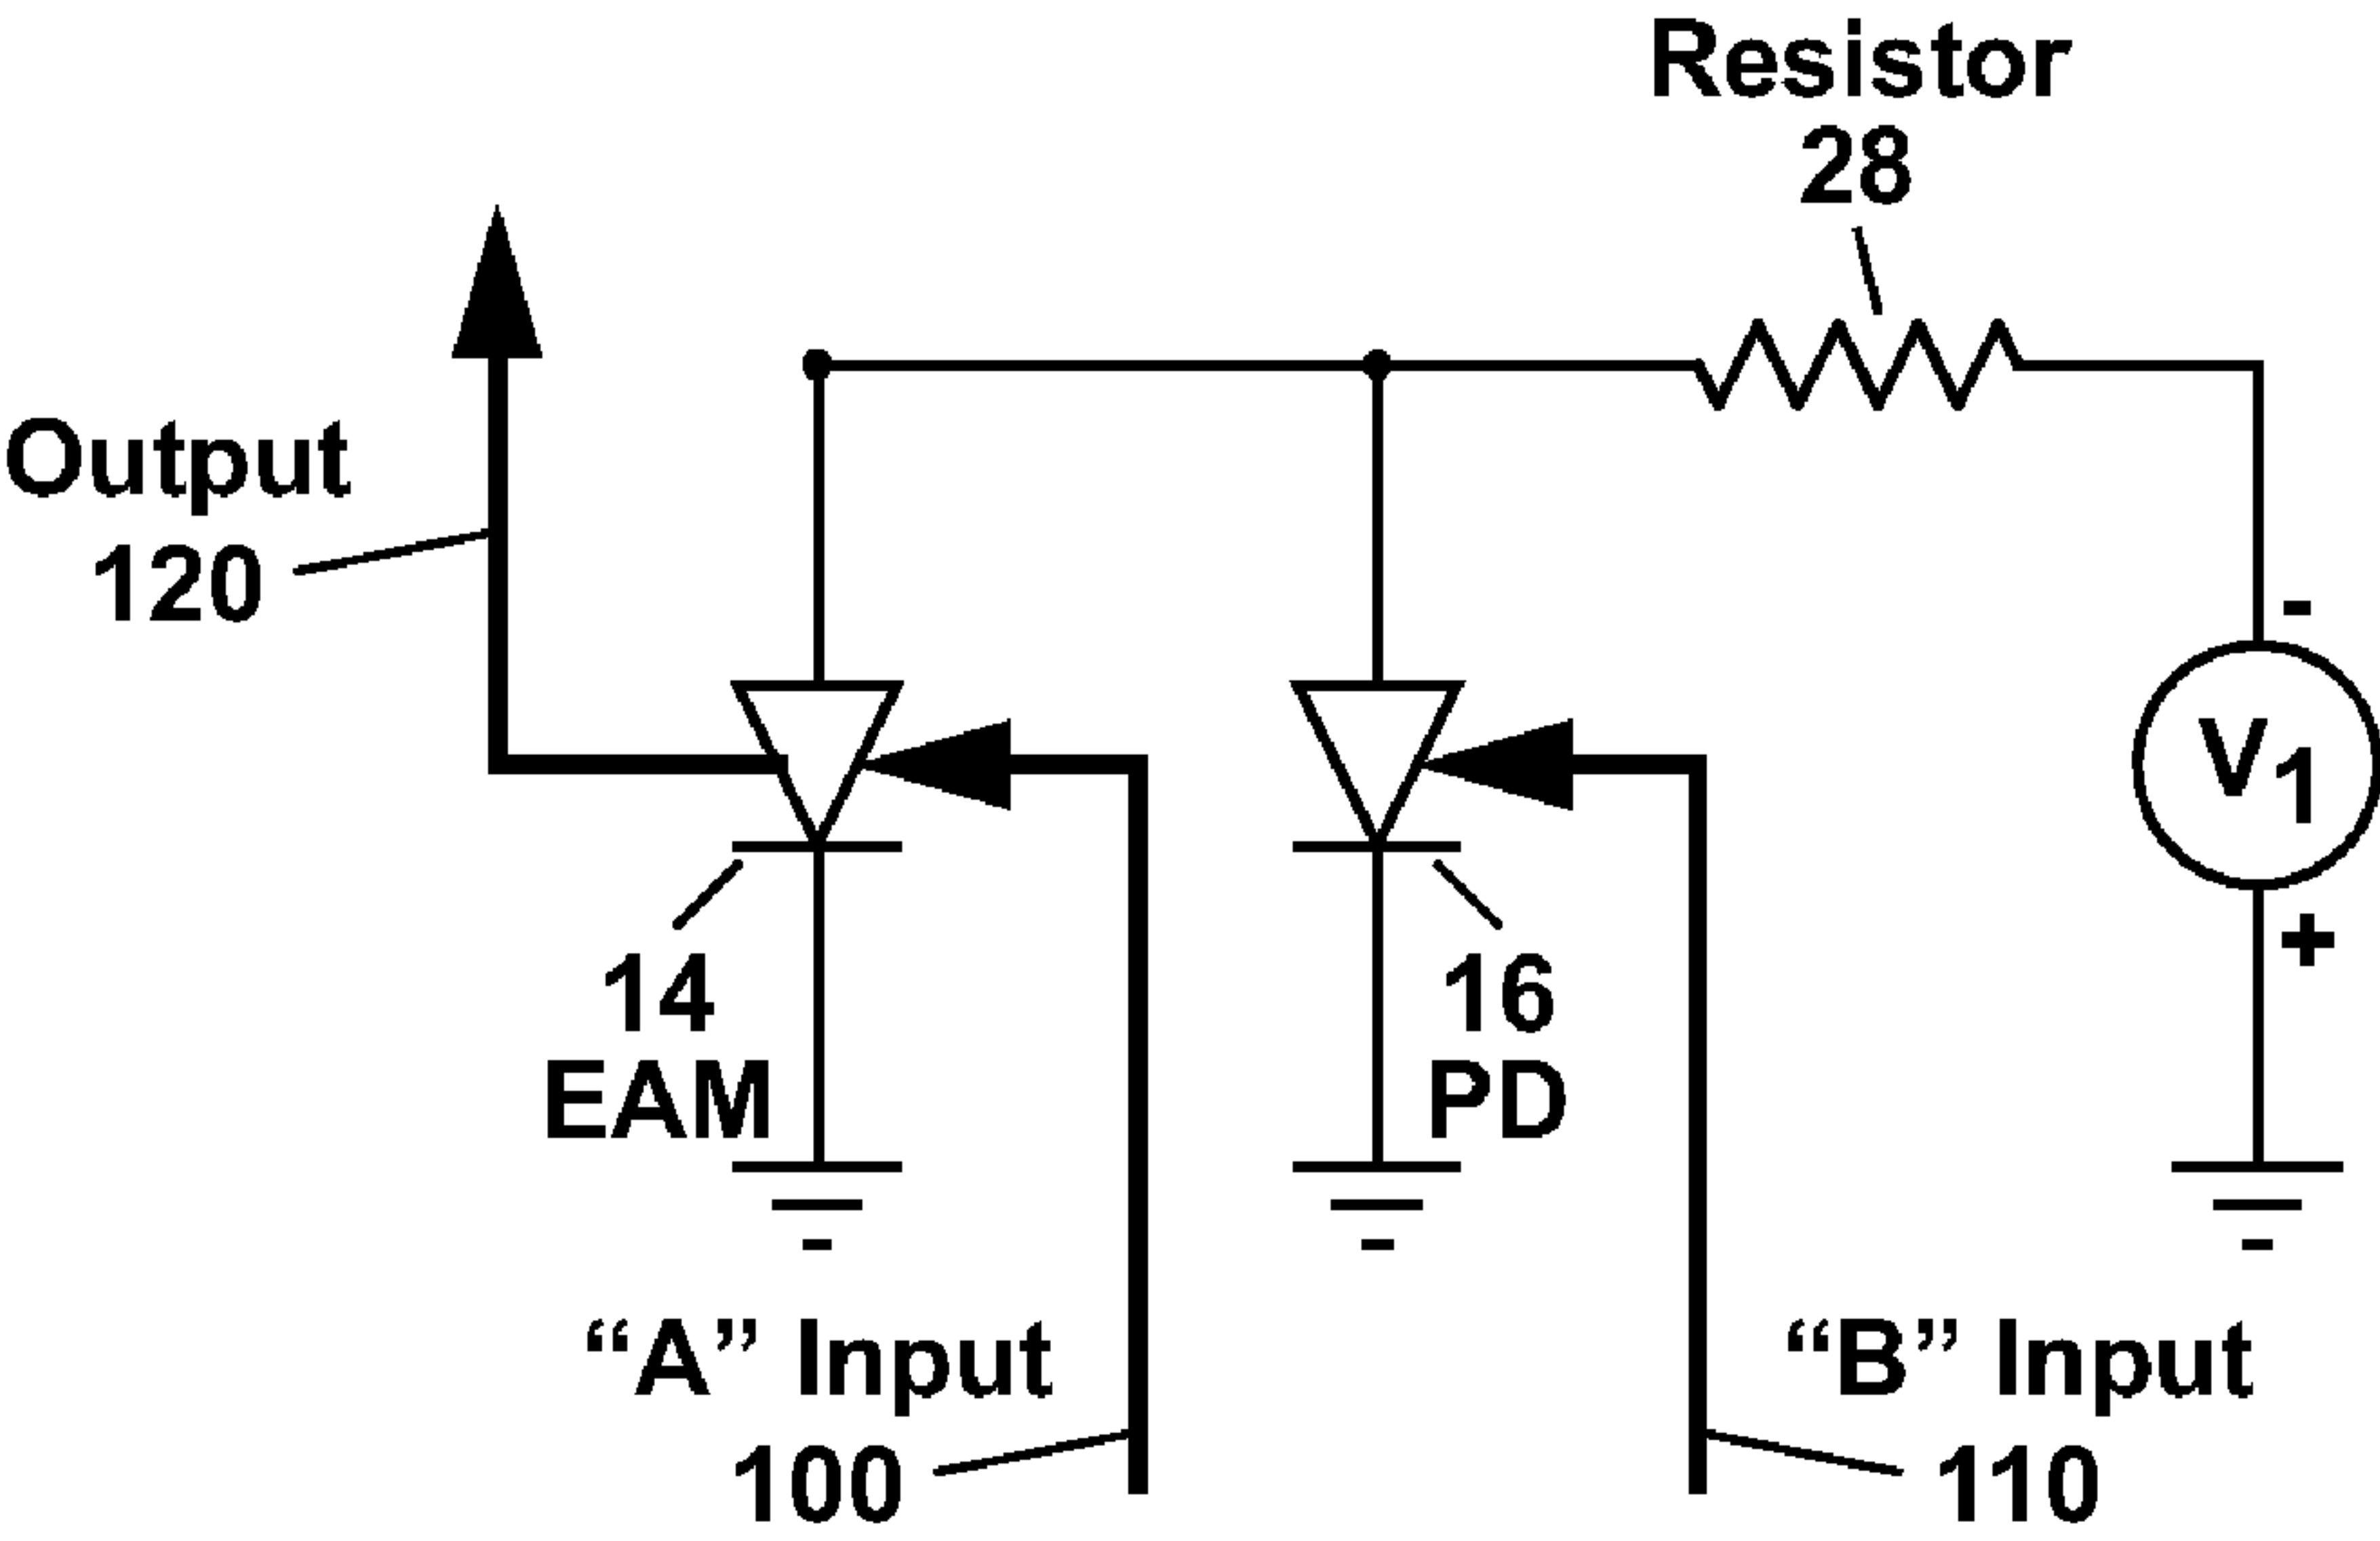 Resistor
28
Output
120
-
V1
+
14
EAM
16
PD
“A” Input
100
“B” Input
110